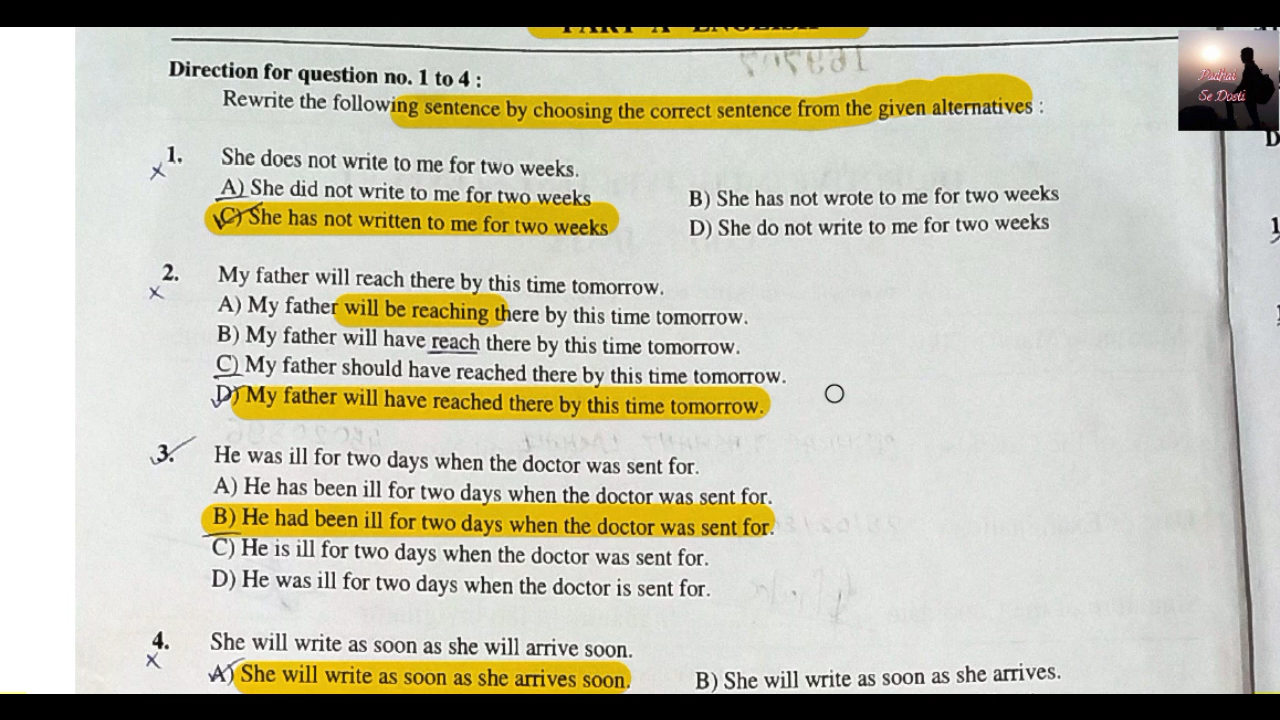 PART A ENGLISH
Direction for question no. 1 to 4 :
Rewrite the following sentence by choosing the correct sentence from the given alternatives :
Padhai
Se Dosti
1. She does not write to me for two weeks.
A) She did not write to me for two weeks B) She has not wrote to me for two weeks
C) She has not written to me for two weeks D) She do not write to me for two weeks
2. My father will reach there by this time tomorrow.
A) My father will be reaching there by this time tomorrow.
B) My father will have reach there by this time tomorrow.
C) My father should have reached there by this time tomorrow.
D) My father will have reached there by this time tomorrow.
3. He was ill for two days when the doctor was sent for.
A) He has been ill for two days when the doctor was sent for.
B) He had been ill for two days when the doctor was sent for.
C) He is ill for two days when the doctor was sent for.
D) He was ill for two days when the doctor is sent for.
4. She will write as soon as she will arrive soon.
A) She will write as soon as she arrives soon. B) She will write as soon as she arrives.